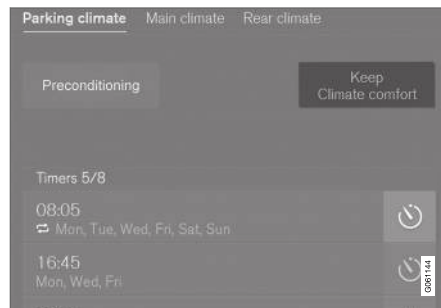 Parking climate Main climate Rear climate
Preconditioning
Keep
Climate comfort
Timers 5/8
08:05
Mon, Tue, Wed, Fri, Sat, Sun
16:45
Mon, Wed, Fri
G061144